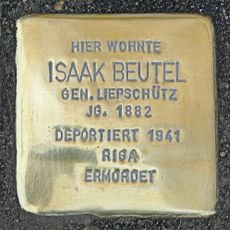 HIER WOHNTE
ISAAK BEUTEL
GEN. LIEPSCHÜTZ
JG. 1882
DEPORTIERT 1941
RIGA
ERMORDET